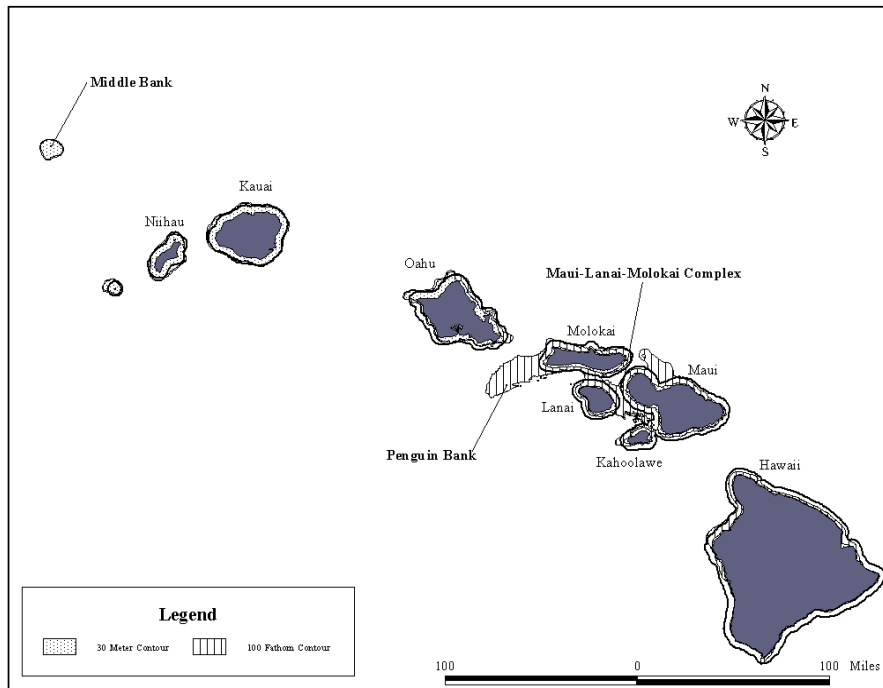 Middle Bank
N
W E
S
Kauai
Niihau
Oahu
Maui-Lanai-Molokai Complex
Molokai
Maui
Lanai
Penguin Bank
Kahoolawe
Hawaii
Legend
30 Meter Contour 100 Fathom Contour
100 0 100 Miles